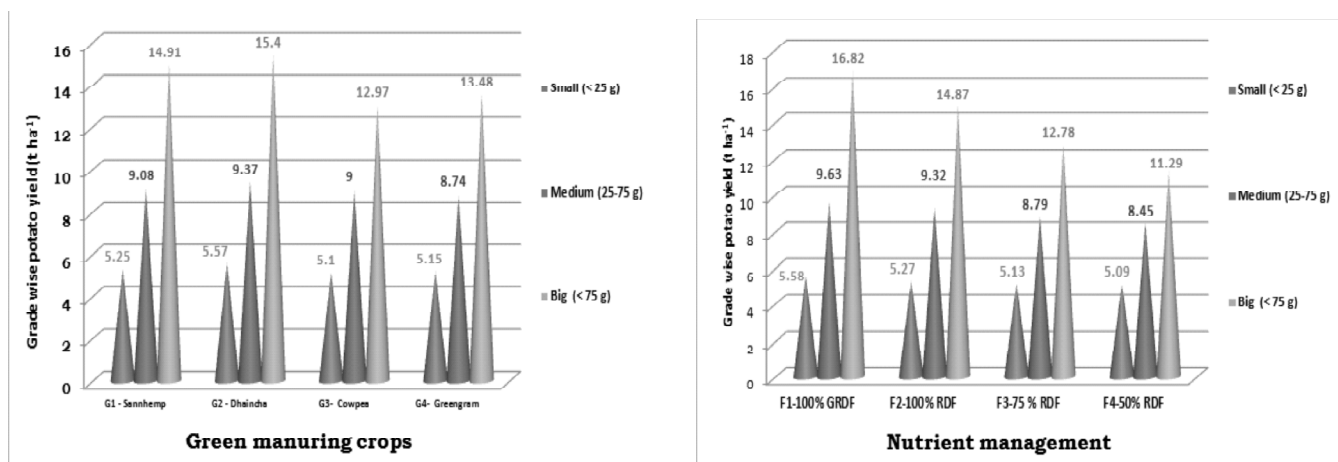 Grade wise potato yield (t ha-1)
16
14
12
10
8
6
4
2
0
14.91
15.4
12.97
13.48
9.08
9.37
9
8.74
5.25
5.57
5.1
5.15
G1 - Sannhemp
G2 - Dhaincha
G3- Cowpea
G4- Greengram
Small (< 25 g)
Medium (25-75 g)
Big (< 75 g)
Green manuring crops
Grade wise potato yield (t ha-1)
18
16
14
12
10
8
6
4
2
0
16.82
14.87
12.78
11.29
9.63
9.32
8.79
8.45
5.58
5.27
5.13
5.09
F1-100% GRDF
F2-100% RDF
F3-75 % RDF
F4-50% RDF
Small (< 25 g)
Medium (25-75 g)
Big (< 75 g)
Nutrient management